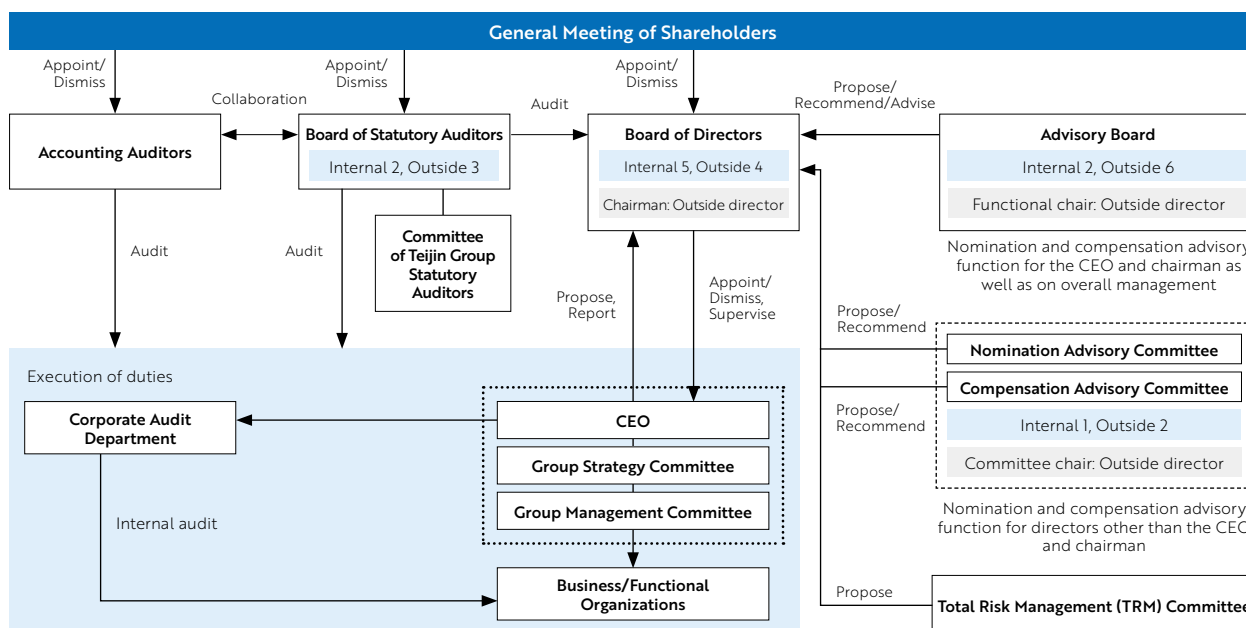 General Meeting of Shareholders
Appoint/
Dismiss
Appoint/
Dismiss
Appoint/
Dismiss
Collaboration
Audit
Propose/
Recommend/Advise
Accounting Auditors
Board of Statutory Auditors
Internal 2, Outside 3
Board of Directors
Internal 5, Outside 4
Chairman: Outside director
Advisory Board
Internal 2, Outside 6
Functional chair: Outside director
Nomination and compensation advisory
function for the CEO and chairman as
well as on overall management
Audit
Audit
Committee
of Teijin Group
Statutory
Auditors
Propose,
Report
Appoint/
Dismiss,
Supervise
Propose/
Recommend
Nomination Advisory Committee
Compensation Advisory Committee
Internal 1, Outside 2
Committee chair: Outside director
Propose/
Recommend
Nomination and compensation advisory
function for directors other than the CEO
and chairman
Execution of duties
Corporate Audit
Department
CEO
Group Strategy Committee
Group Management Committee
Internal audit
Business/Functional
Organizations
Propose
Total Risk Management (TRM) Committee